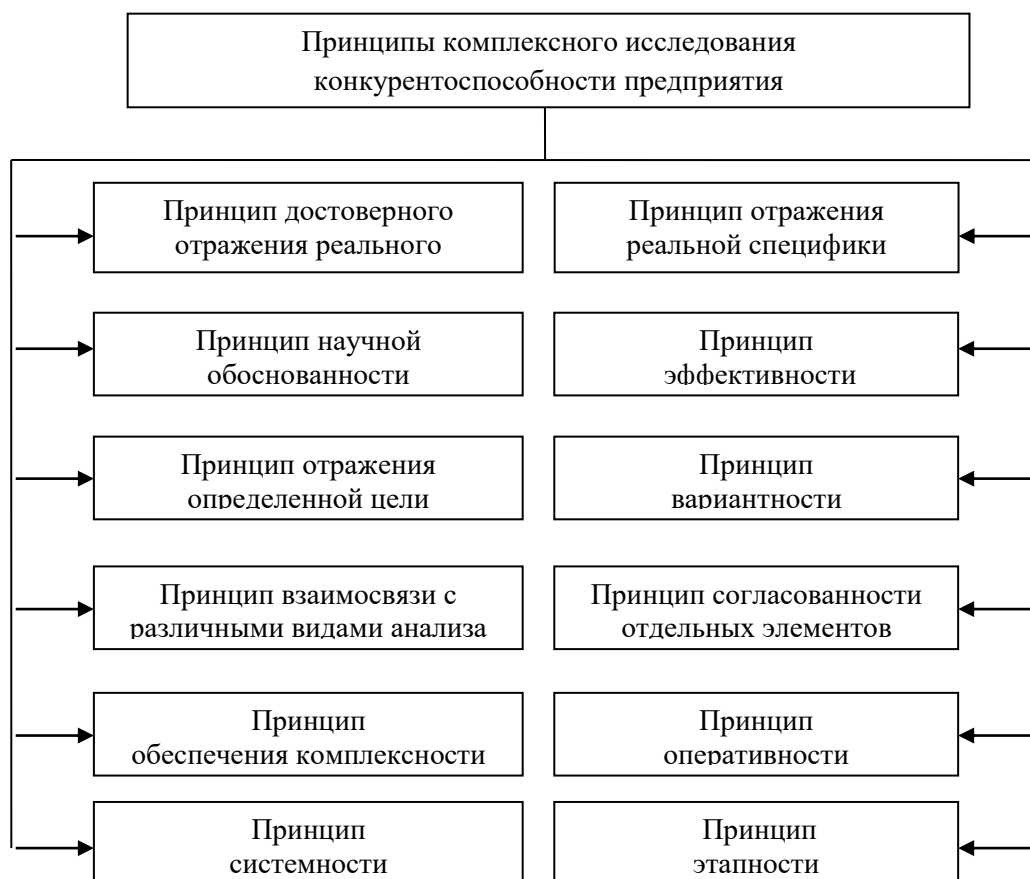 Принципы комплексного исследования
конкурентоспособности предприятия
Принцип достоверного
отражения реального
Принцип отражения
реальной специфики
Принцип научной
обоснованности
Принцип
эффективности
Принцип отражения
определенной цели
Принцип
вариантности
Принцип взаимосвязи с
различными видами анализа
Принцип согласованности
отдельных элементов
Принцип
обеспечения комплексности
Принцип
оперативности
Принцип
системности
Принцип
этапности